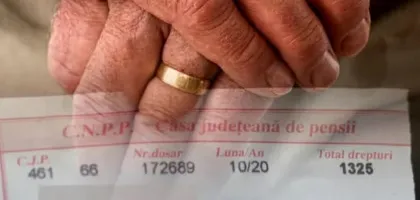 C.N.P.P. Casa județeană de pensii
C.J.P. Nr.dosar Luna/An Total drepturi
461 66 172689 10/20 1325